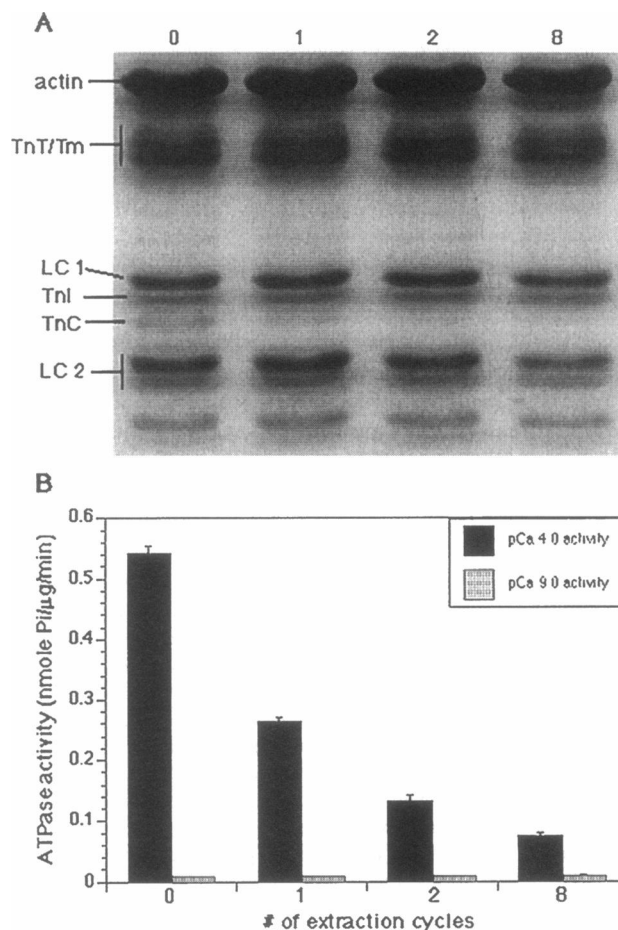 A
0 1 2 8
actin
TnT/Tm
LC 1
TnI
TnC
LC 2
B
0.6
0.5
0.4
0.3
0.2
0.1
0
ATPase activity (nmole Pi/µg/min)
pCa 4 0 activity
pCa 9 0 activity
0 1 2 8
# of extraction cycles